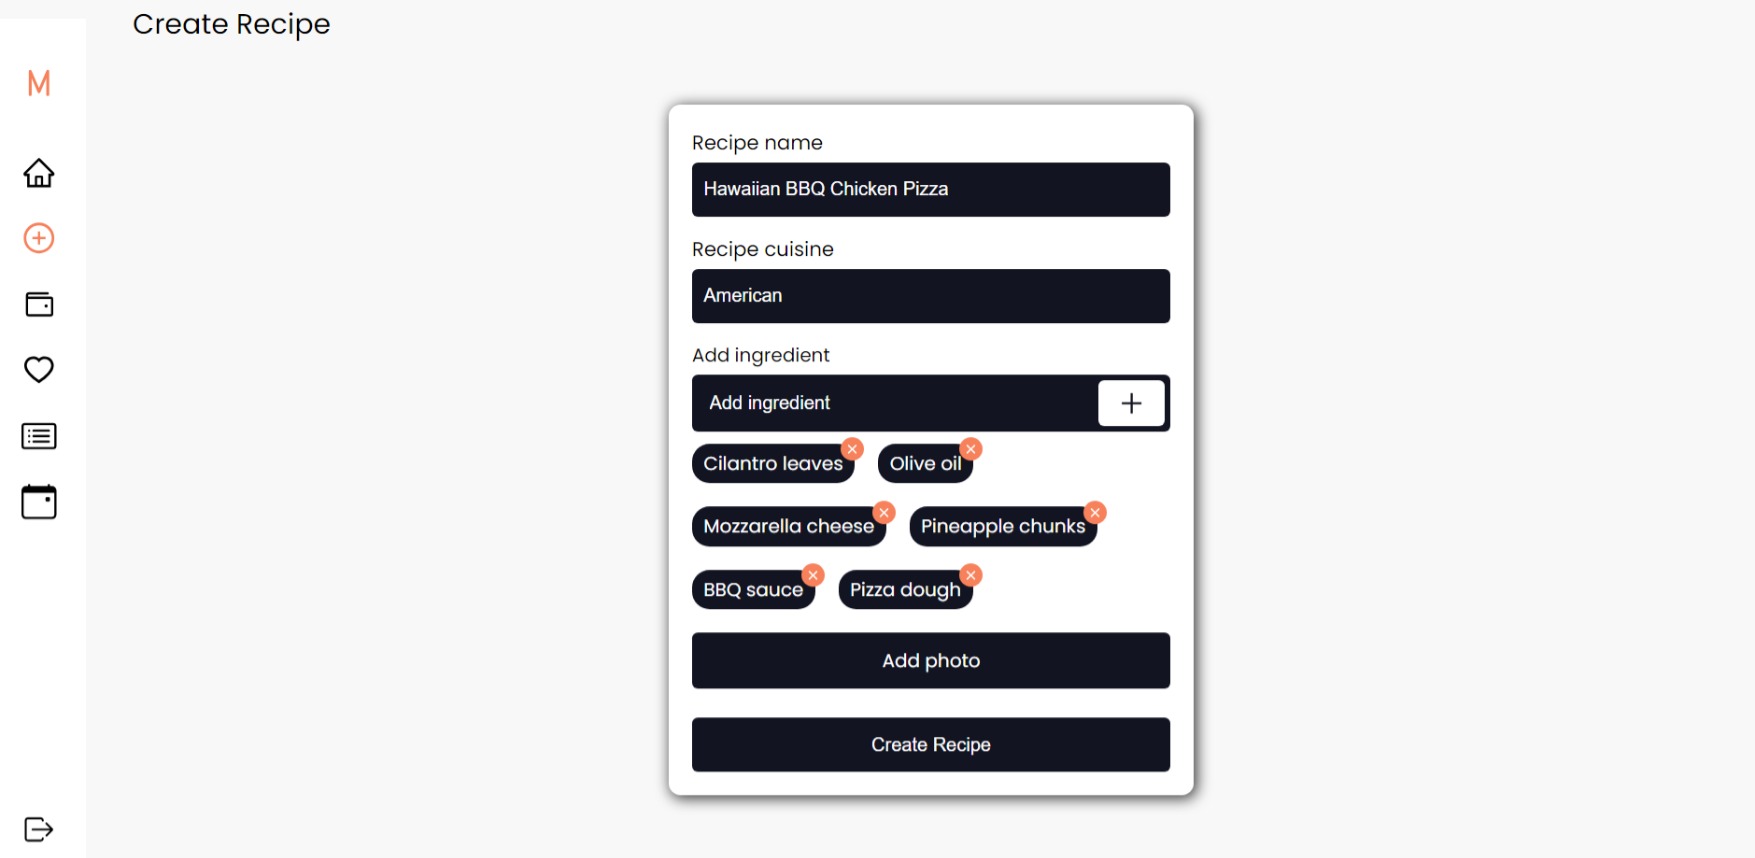 Create Recipe
M
Recipe name
Hawaiian BBQ Chicken Pizza
Recipe cuisine
American
Add ingredient
Add ingredient
Cilantro leaves Olive oil
Mozzarella cheese Pineapple chunks
BBQ sauce Pizza dough
Add photo
Create Recipe